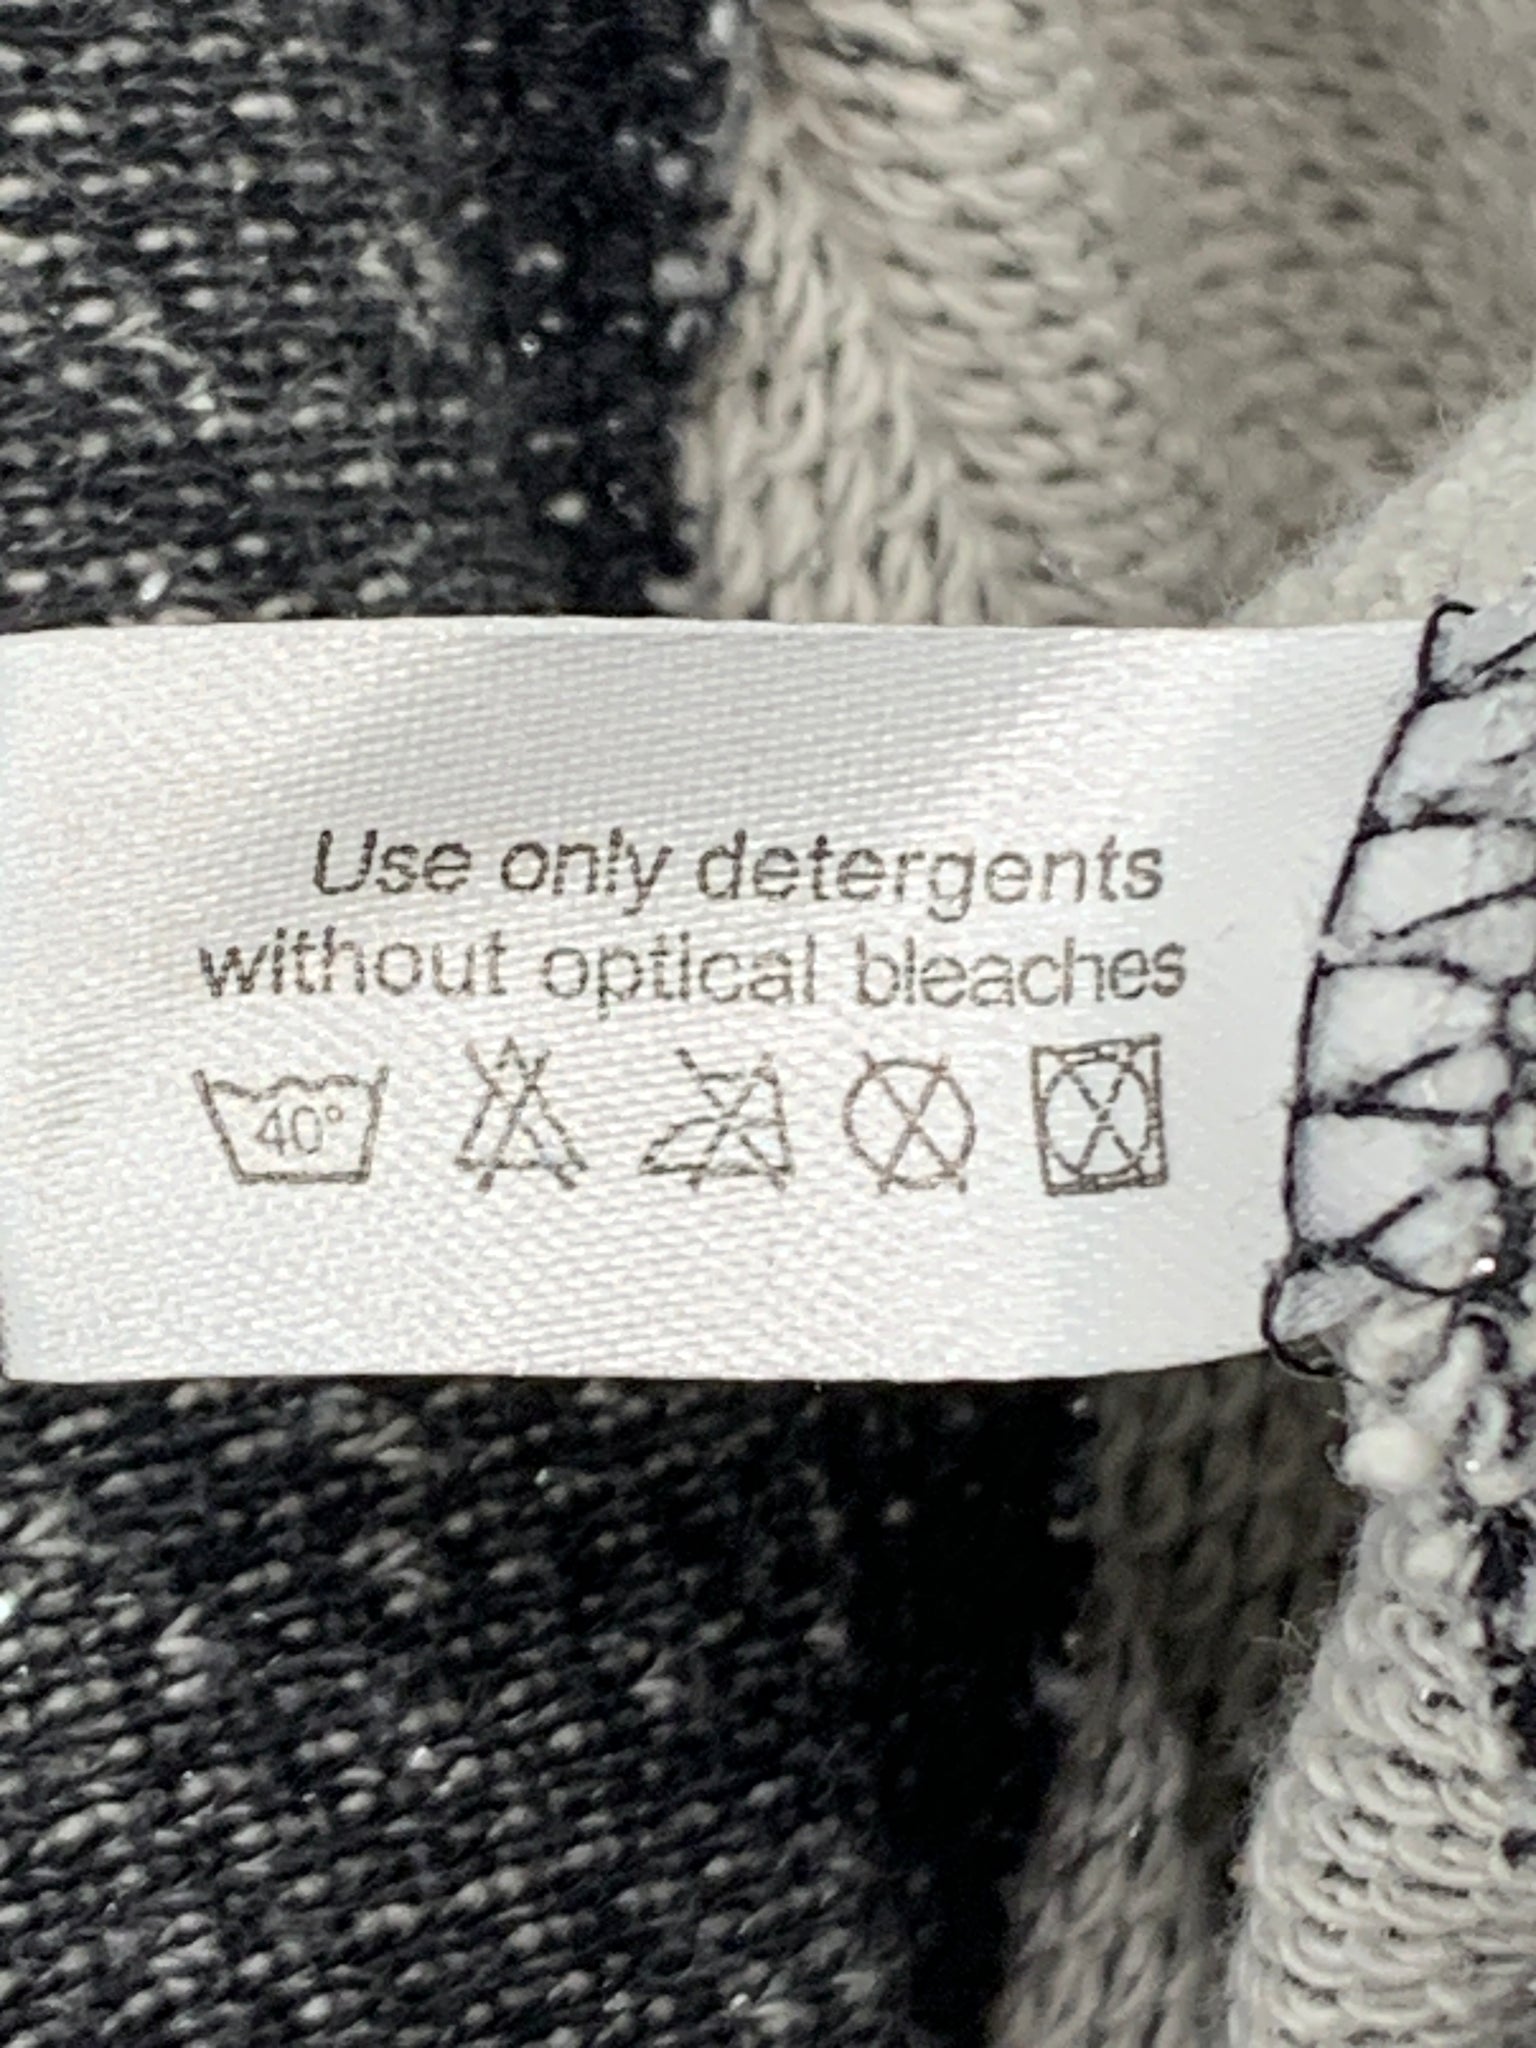 Use only detergents
without optical bleaches
40°